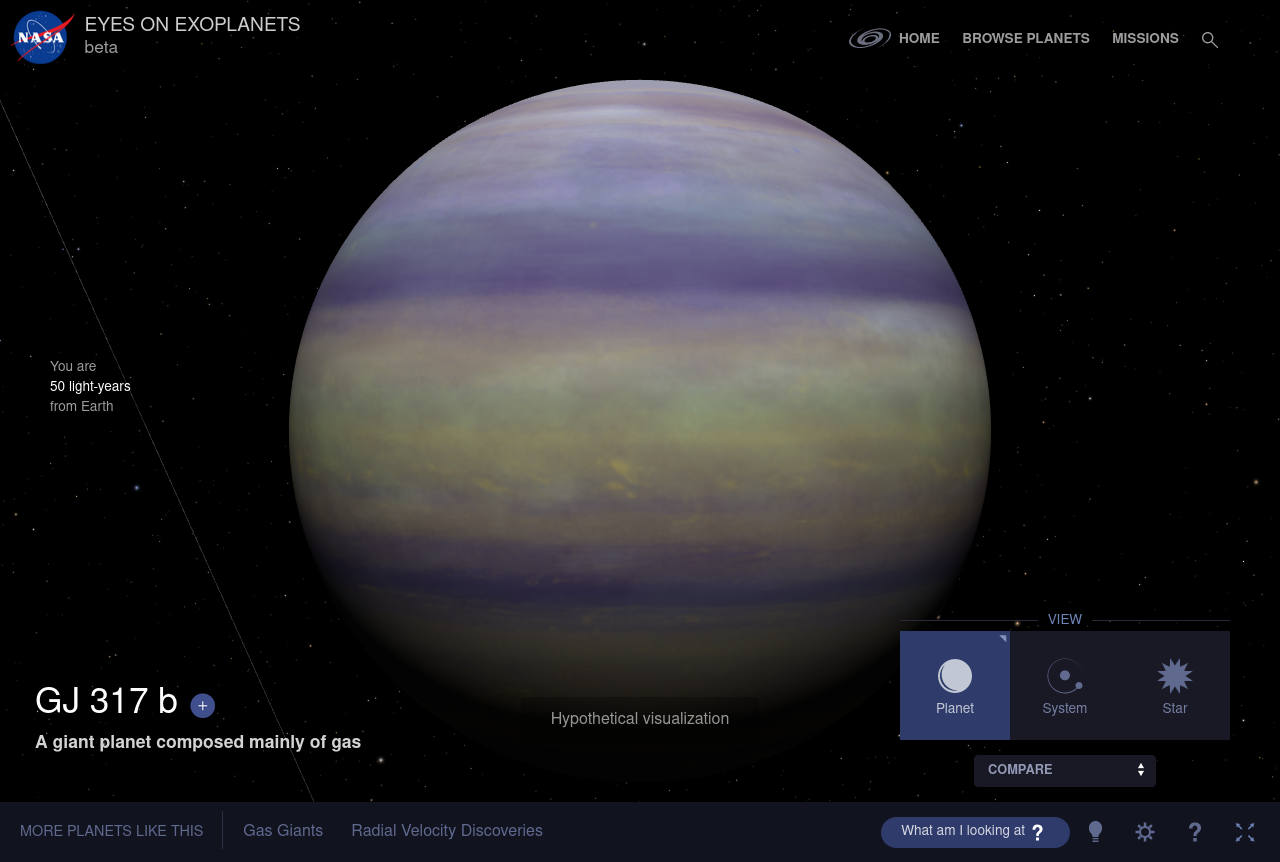 NASA
EYES ON EXOPLANETS
beta
HOME
BROWSE PLANETS
MISSIONS
You are
50 light-years
from Earth
VIEW
Planet
System
Star
GJ 317 b +
A giant planet composed mainly of gas
Hypothetical visualization
COMPARE
MORE PLANETS LIKE THIS
Gas Giants
Radial Velocity Discoveries
What am I looking at ?
?